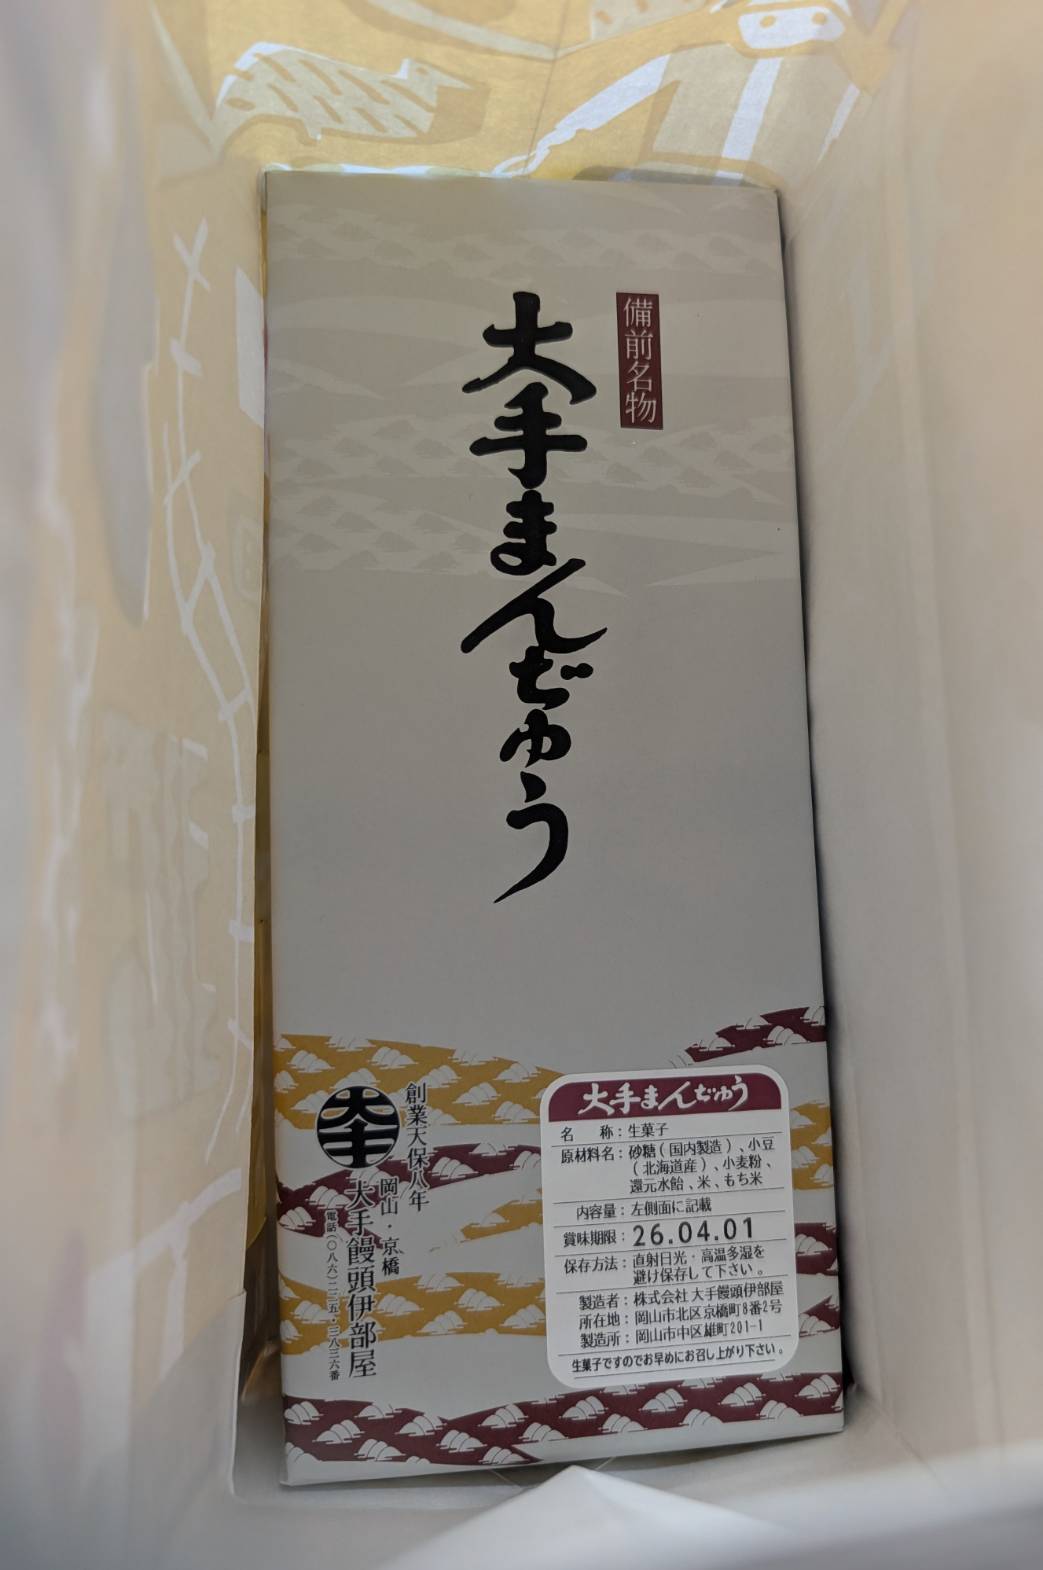 備前名物
大手まんぢゅう
創業天保八年
岡山・京橋
大手饅頭伊部屋
電話(〇八六)二二五・三八三六番
大手
大手まんぢゅう
名　称：生菓子
原材料名：砂糖(国内製造)、小豆
(北海道産)、小麦粉、
還元水飴、米、もち米
内容量：左側面に記載
賞味期限：26.04.01
保存方法：直射日光・高温多湿を
避け保存して下さい。
製造者：株式会社 大手饅頭伊部屋
所在地：岡山市北区京橋町8番2号
製造所：岡山市中区雄町201-1
生菓子ですのでお早めにお召し上がり下さい。